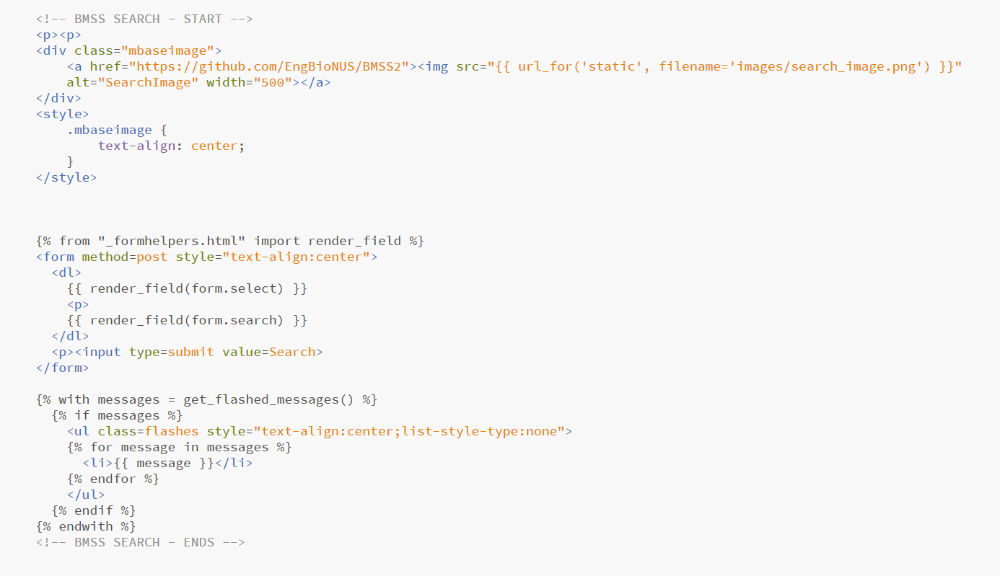 <!-- BMSS SEARCH - START -->
<p><p>
<div class="mbaseimage">
    <a href="https://github.com/EngBioNUS/BMSS2"><img src="{{ url_for('static', filename='images/search_image.png') }}"
    alt="SearchImage" width="500"></a>
</div>
<style>
    .mbaseimage {
        text-align: center;
    }
</style>
{% from "_formhelpers.html" import render_field %}
<form method=post style="text-align:center">
  <dl>
    {{ render_field(form.select) }}
    <p>
    {{ render_field(form.search) }}
  </dl>
  <p><input type=submit value=Search>
</form>
{% with messages = get_flashed_messages() %}
  {% if messages %}
    <ul class=flashes style="text-align:center;list-style-type:none">
    {% for message in messages %}
      <li>{{ message }}</li>
    {% endfor %}
    </ul>
  {% endif %}
{% endwith %}
<!-- BMSS SEARCH - ENDS -->